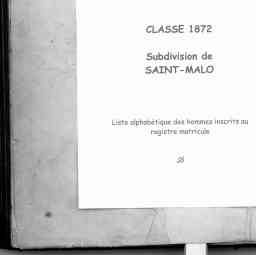 CLASSE 1872
Subdivision de
SAINT-MALO
Liste alphabétique des hommes inscrits au
registre matricule